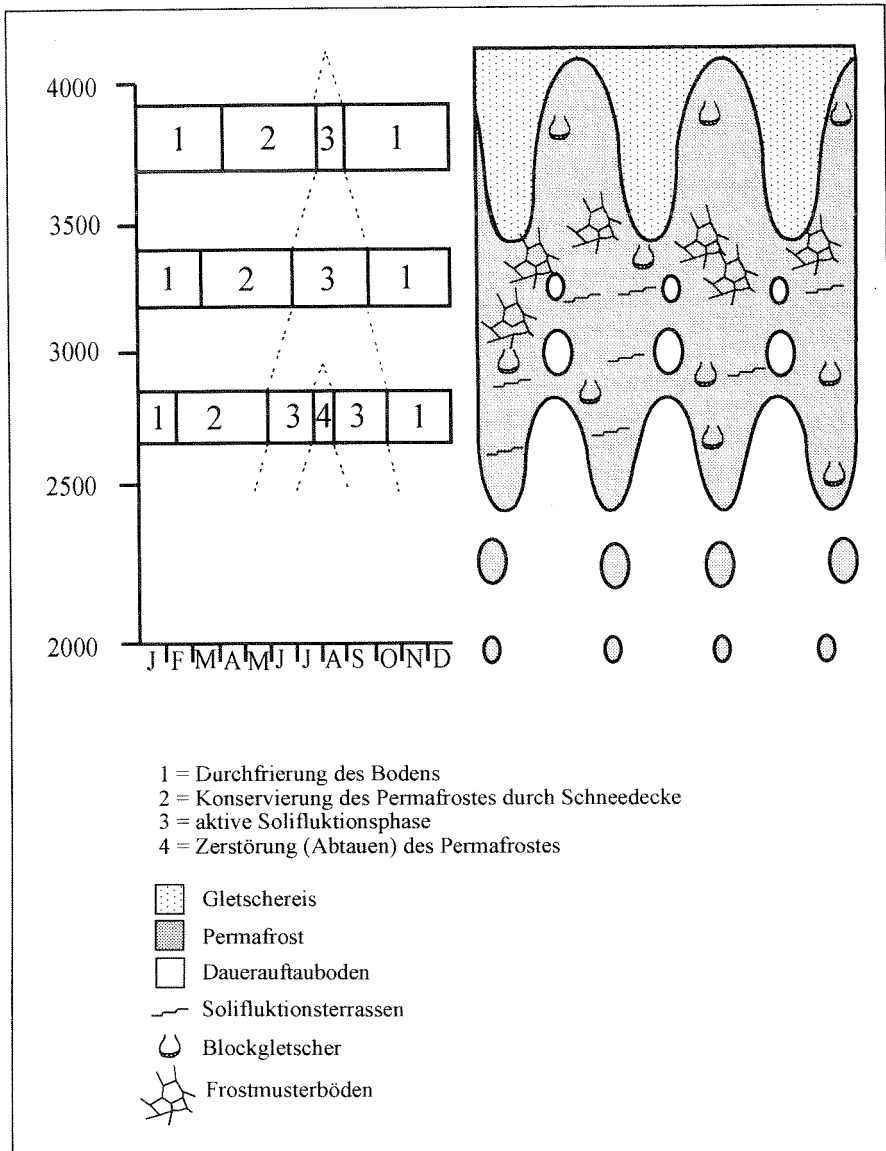 4000
1 2 3 1
3500
1 2 3 1
3000
1 2 3 4 3 1
2500
2000
J F M A M J J A S O N D
1 = Durchfrierung des Bodens
2 = Konservierung des Permafrostes durch Schneedecke
3 = aktive Solifluktionsphase
4 = Zerstörung (Abtauen) des Permafrostes
Gletschereis
Permafrost
Dauerauftauboden
Solifluktionsterrassen
Blockgletscher
Frostmusterböden